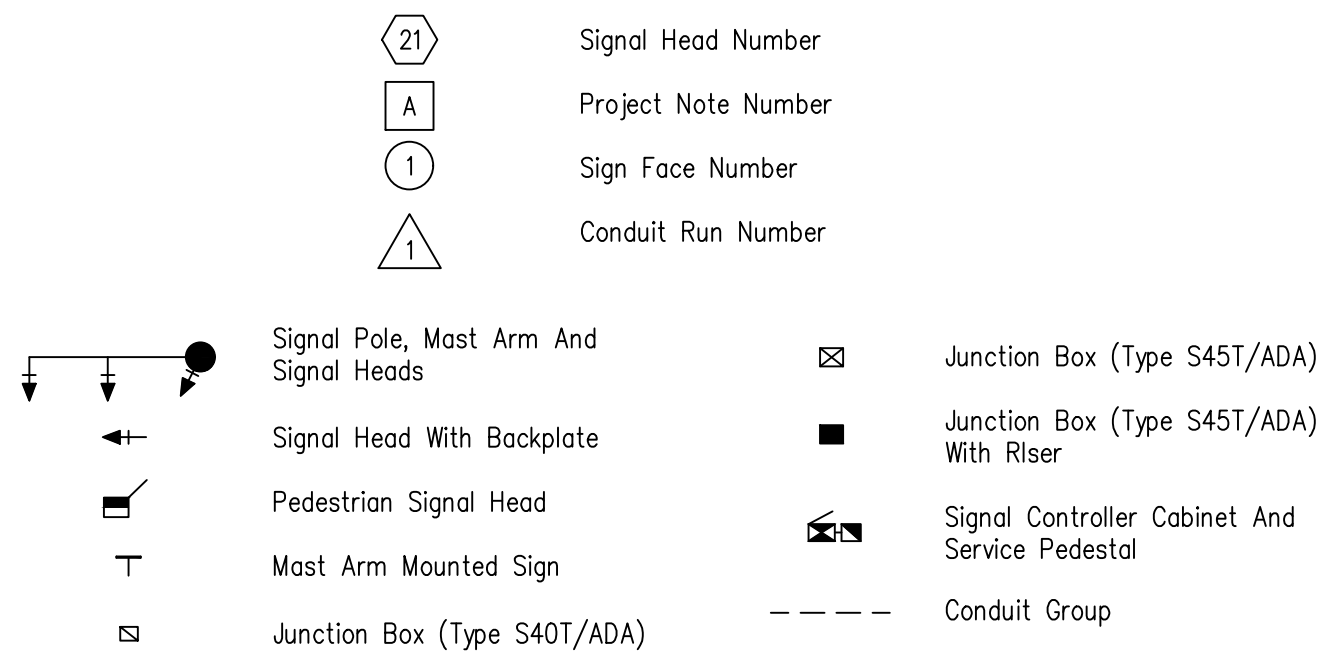 21 Signal Head Number
A Project Note Number
1 Sign Face Number
1 Conduit Run Number
Signal Pole, Mast Arm And
Signal Heads
Signal Head With Backplate
Pedestrian Signal Head
Mast Arm Mounted Sign
Junction Box (Type S40T/ADA)
Junction Box (Type S45T/ADA)
Junction Box (Type S45T/ADA)
With RIser
Signal Controller Cabinet And
Service Pedestal
Conduit Group